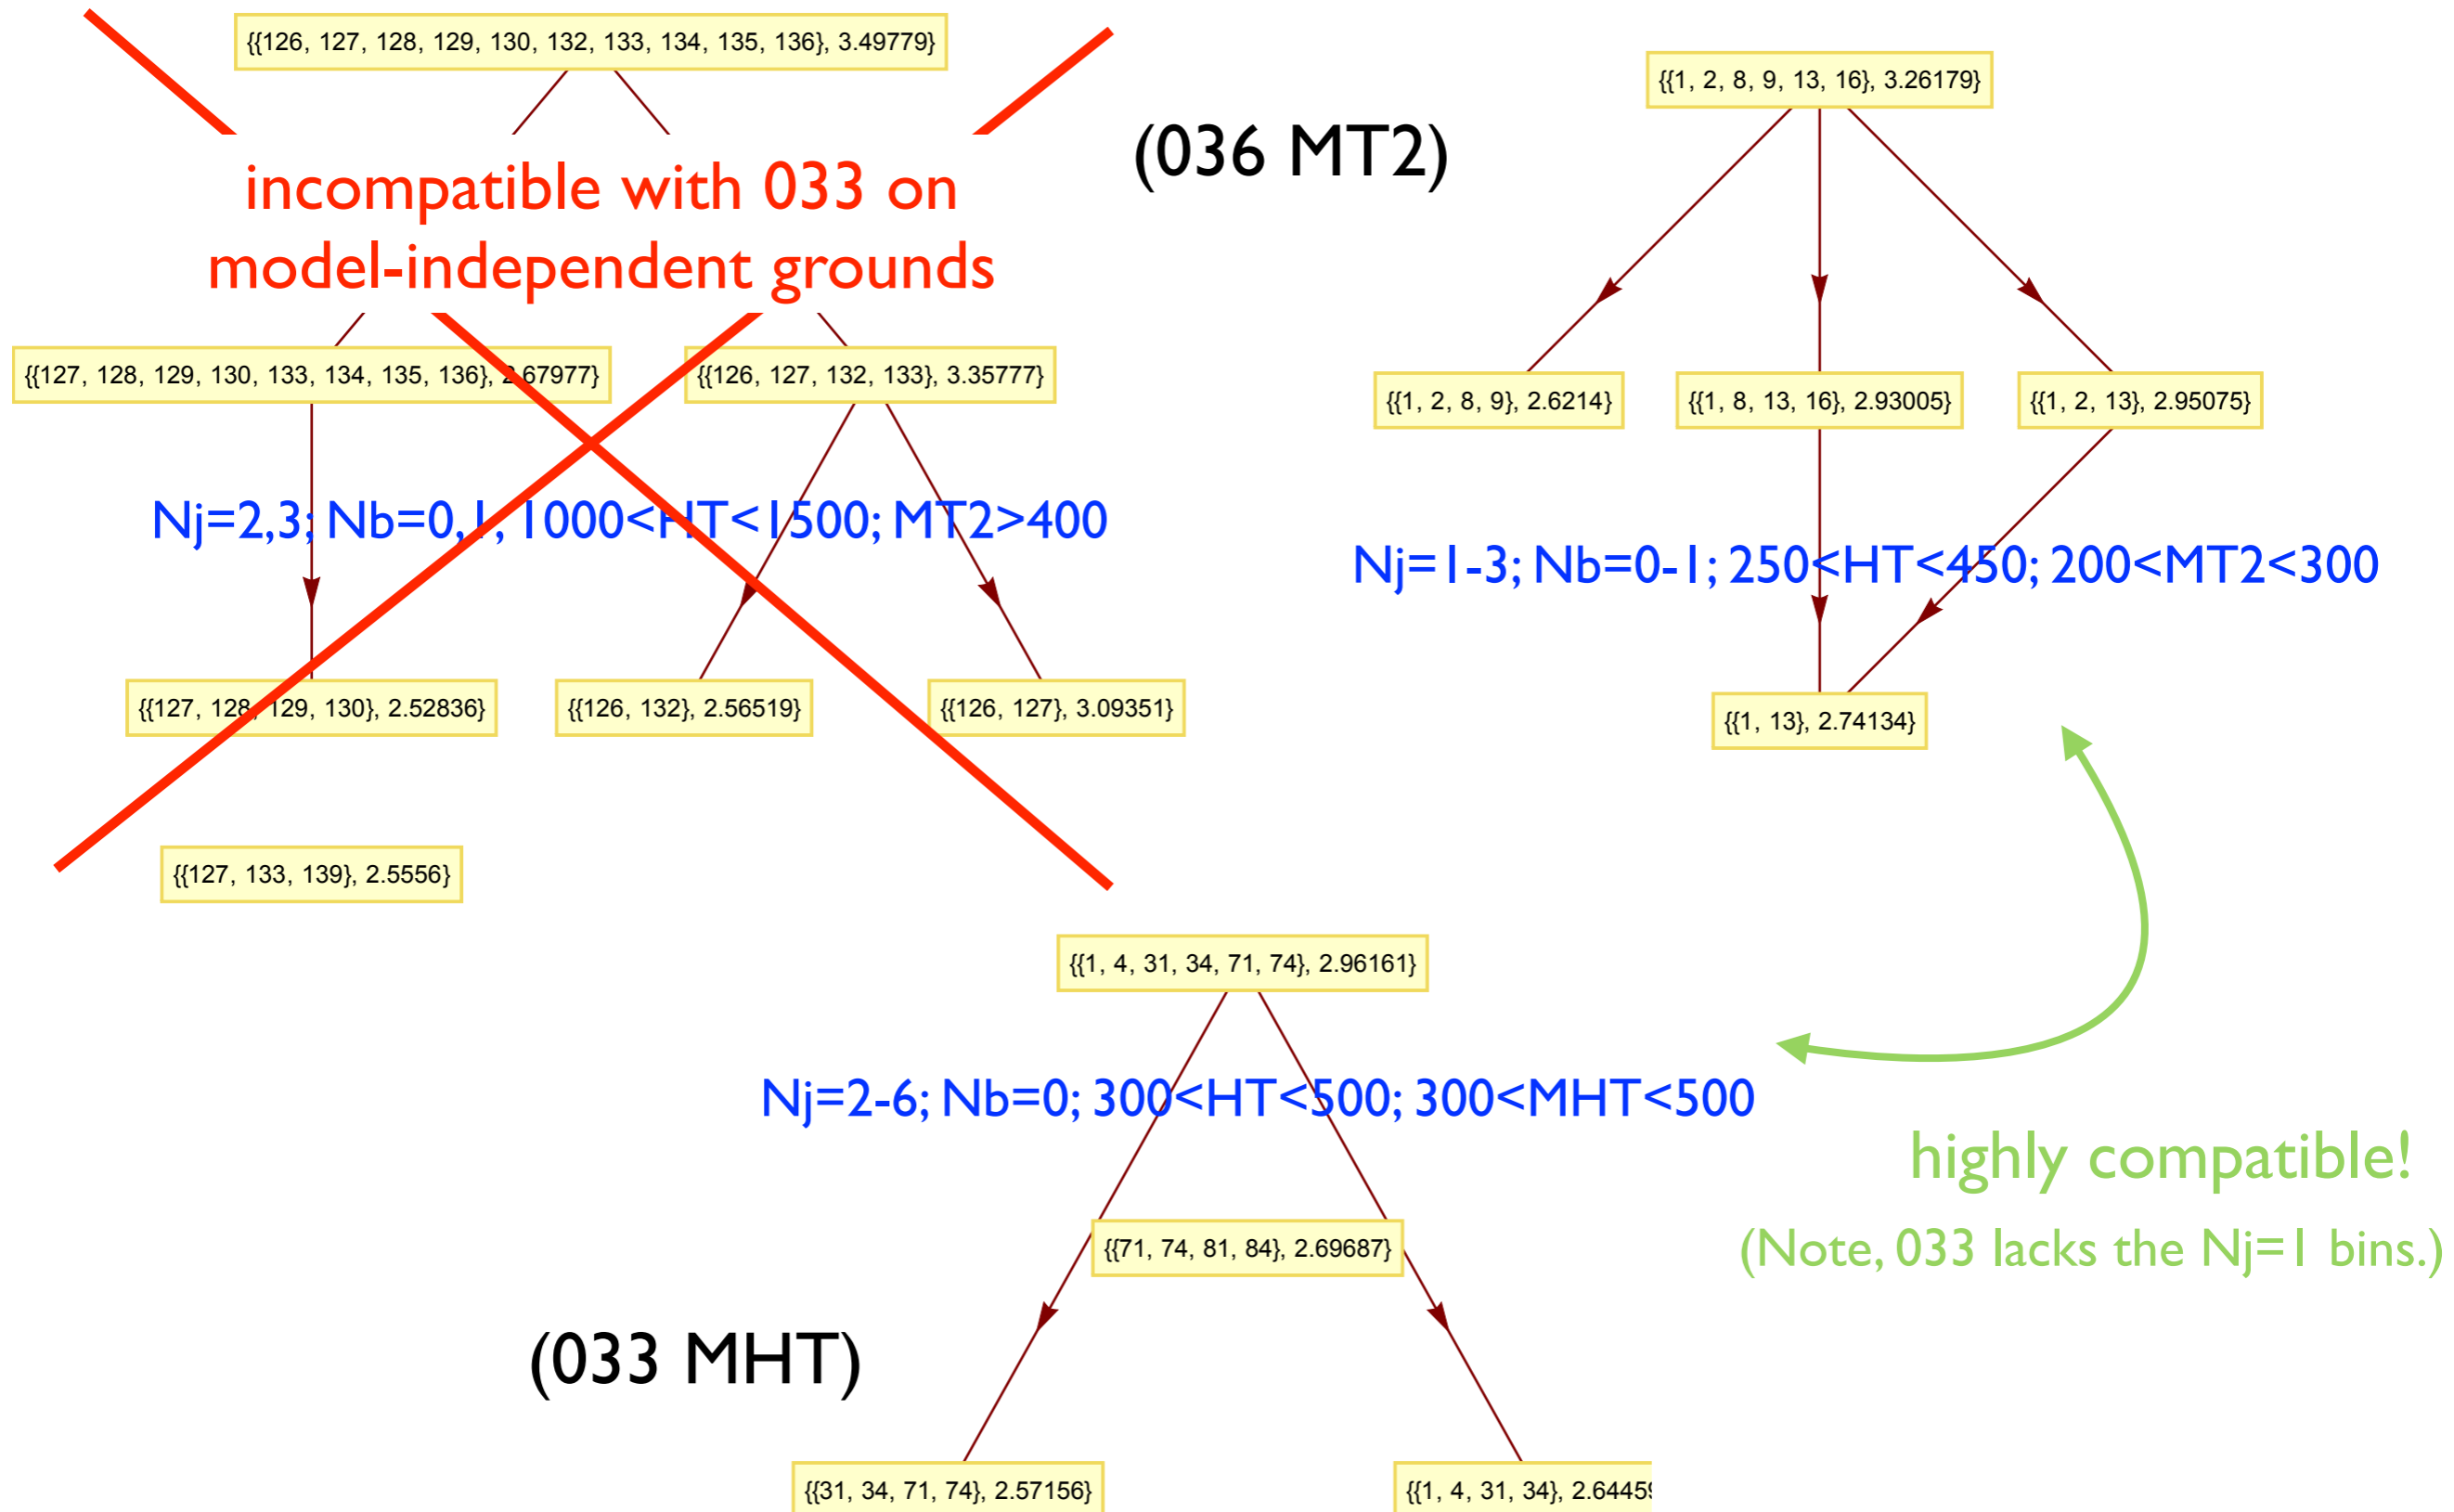 {{126, 127, 128, 129, 130, 132, 133, 134, 135, 136}, 3.49779}
incompatible with 033 on
model-independent grounds
{{127, 128, 129, 130, 133, 134, 135, 136}, 2.67977}
{{126, 127, 132, 133}, 3.35777}
Nj=2,3; Nb=0,1, 1000<HT<1500; MT2>400
{{127, 128, 129, 130}, 2.52836}
{{126, 132}, 2.56519}
{{126, 127}, 3.09351}
{{127, 133, 139}, 2.5556}
(036 MT2)
{{1, 2, 8, 9, 13, 16}, 3.26179}
{{1, 2, 8, 9}, 2.6214}
{{1, 8, 13, 16}, 2.93005}
{{1, 2, 13}, 2.95075}
Nj=1-3; Nb=0-1; 250<HT<450; 200<MT2<300
{{1, 13}, 2.74134}
{{1, 4, 31, 34, 71, 74}, 2.96161}
Nj=2-6; Nb=0; 300<HT<500; 300<MHT<500
highly compatible!
(Note, 033 lacks the Nj=1 bins.)
{{71, 74, 81, 84}, 2.69687}
(033 MHT)
{{31, 34, 71, 74}, 2.57156}
{{1, 4, 31, 34}, 2.64459